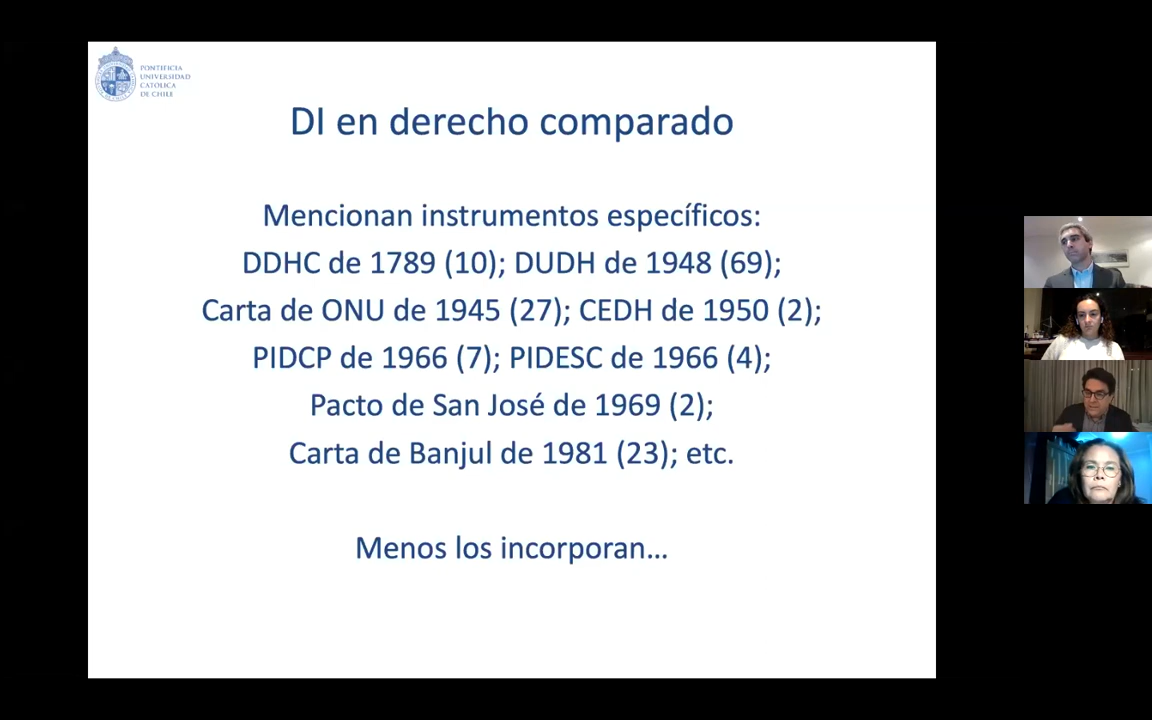 PONTIFICIA
UNIVERSIDAD
CATOLICA
DE CHILE
DI en derecho comparado
Mencionan instrumentos específicos:
DDHC de 1789 (10); DUDH de 1948 (69);
Carta de ONU de 1945 (27); CEDH de 1950 (2);
PIDCP de 1966 (7); PIDESC de 1966 (4);
Pacto de San José de 1969 (2);
Carta de Banjul de 1981 (23); etc.
Menos los incorporan...